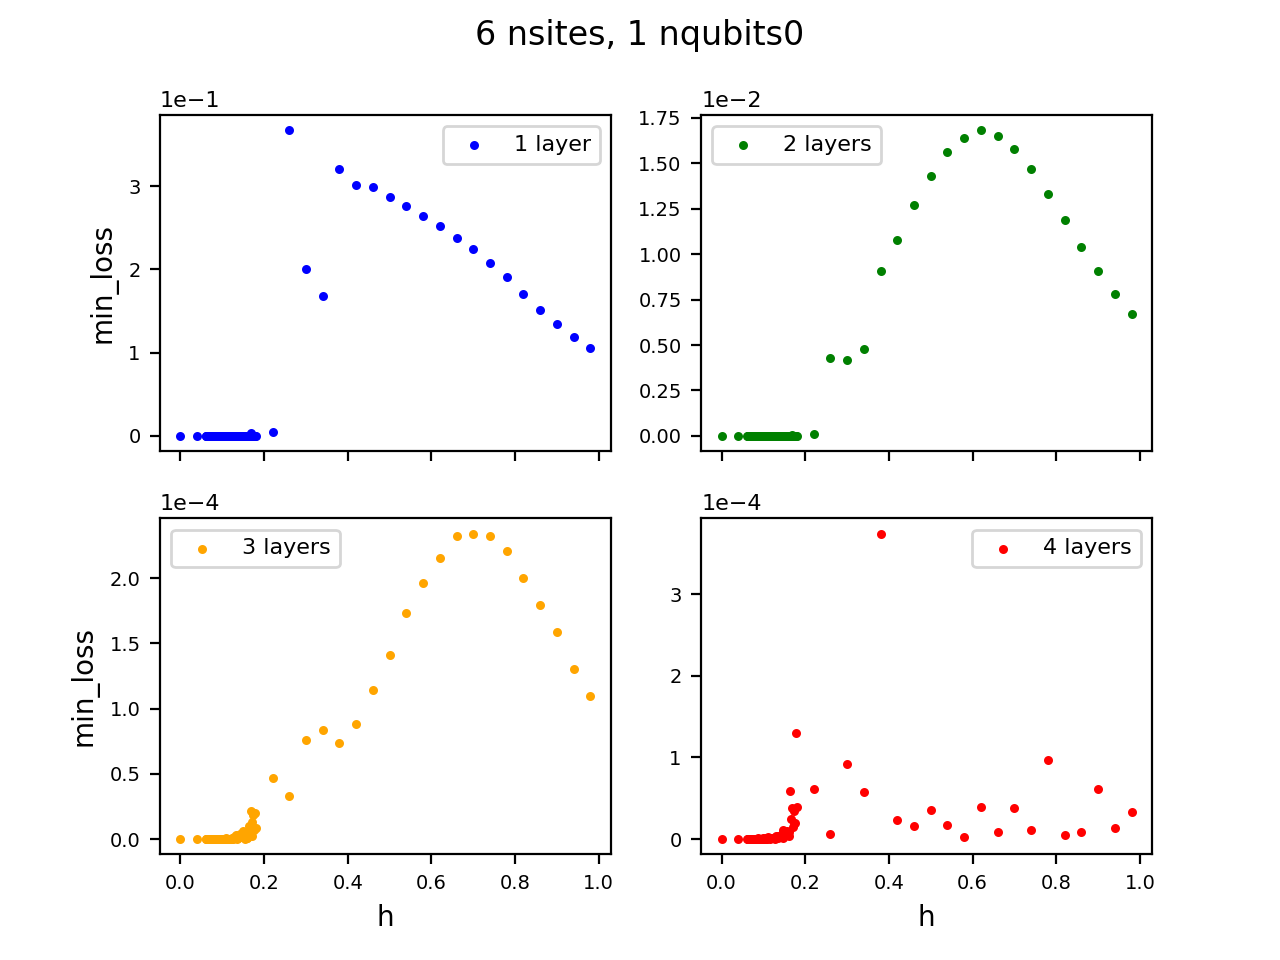 6 nsites, 1 nqubits0
1e−1
1 layer
min_loss
3
2
1
0
1e−2
2 layers
1.75
1.50
1.25
1.00
0.75
0.50
0.25
0.00
1e−4
3 layers
min_loss
2.0
1.5
1.0
0.5
0.0
0.0 0.2 0.4 0.6 0.8 1.0
h
1e−4
4 layers
3
2
1
0
0.0 0.2 0.4 0.6 0.8 1.0
h